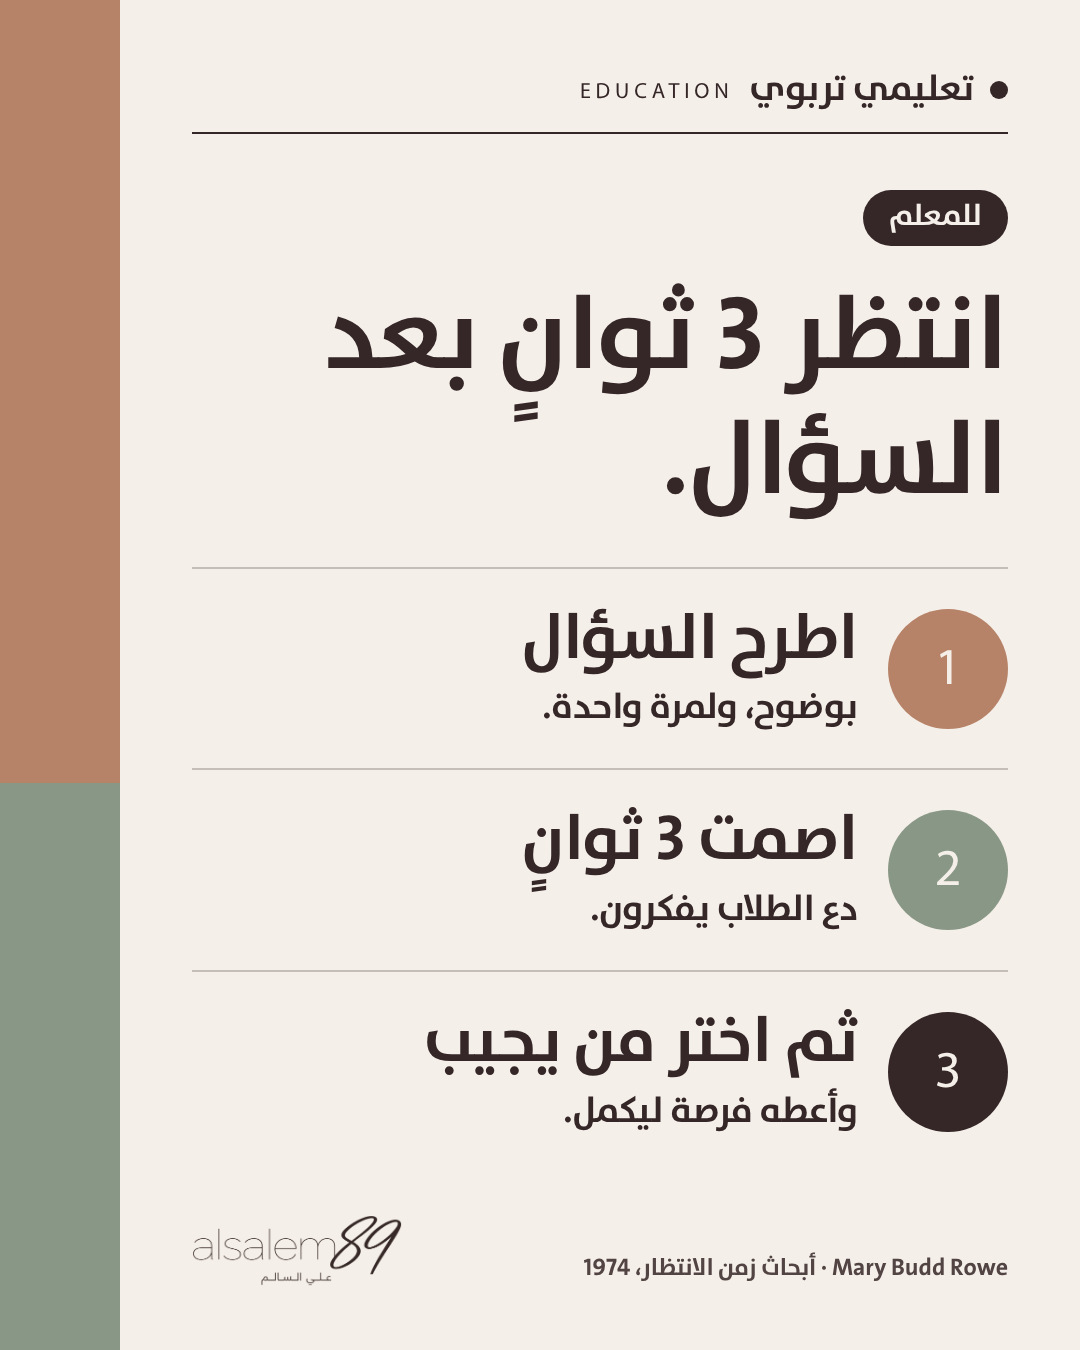 تعليمي تربوي EDUCATION
للمعلم
انتظر 3 ثوانٍ بعد
السؤال.
1
اطرح السؤال
بوضوح، ولمرة واحدة.
2
اصمت 3 ثوانٍ
دع الطلاب يفكرون.
3
ثم اختر من يجيب
وأعطه فرصة ليكمل.
Mary Budd Rowe · أبحاث زمن الانتظار، 1974
alsalem89
علي السالم